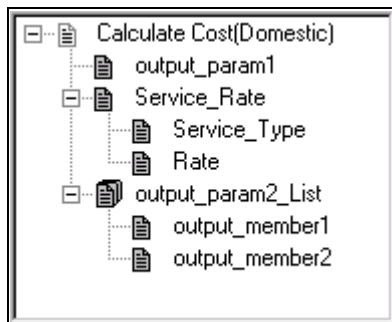 Calculate Cost(Domestic)
output_param1
Service_Rate
Service_Type
Rate
output_param2_List
output_member1
output_member2